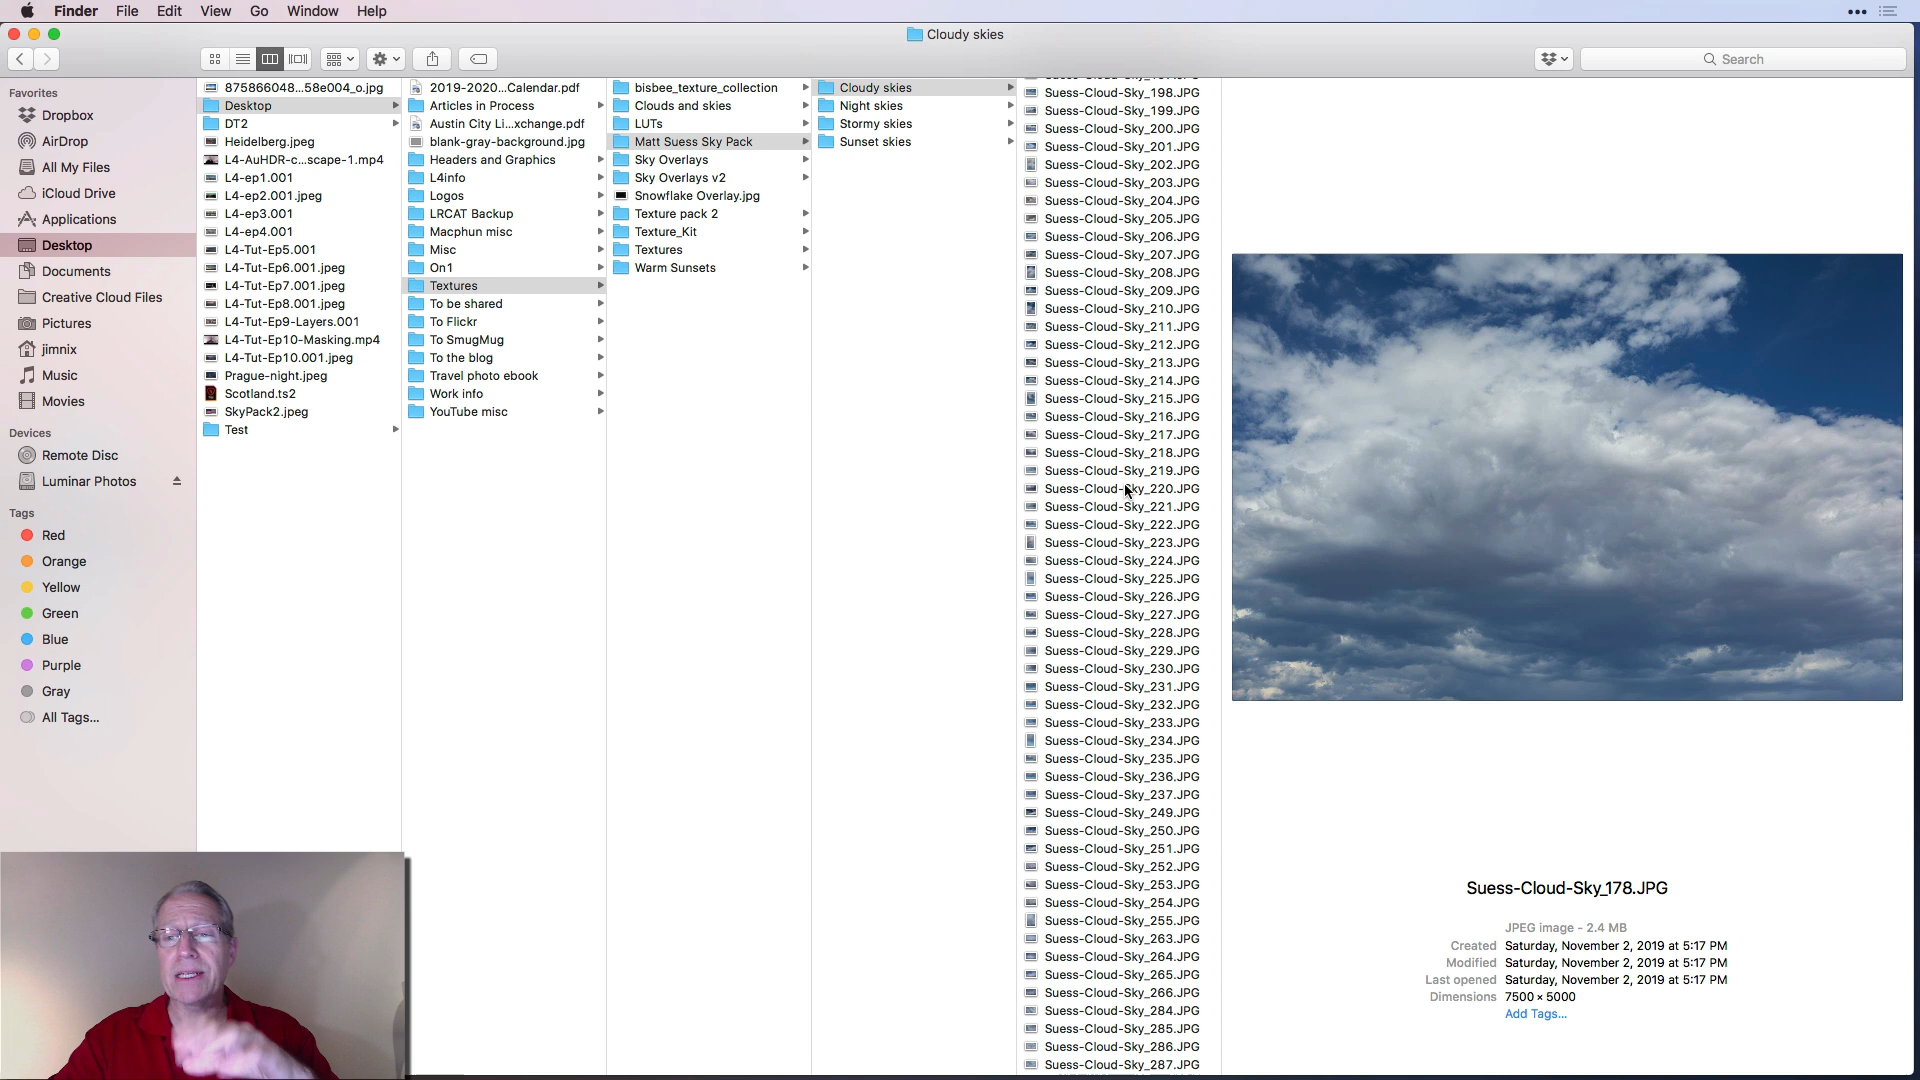 Finder File Edit View Go Window Help
Cloudy skies
Search
Favorites
Dropbox
AirDrop
All My Files
iCloud Drive
Applications
Desktop
Documents
Creative Cloud Files
Pictures
jimnix
Music
Movies
Devices
Remote Disc
Luminar Photos
Tags
Red
Orange
Yellow
Green
Blue
Purple
Gray
All Tags...
875866048...58e004_o.jpg
Desktop
DT2
Heidelberg.jpeg
L4-AuHDR-c...scape-1.mp4
L4-ep1.001
L4-ep2.001.jpeg
L4-ep3.001
L4-ep4.001
L4-Tut-Ep5.001
L4-Tut-Ep6.001.jpeg
L4-Tut-Ep7.001.jpeg
L4-Tut-Ep8.001.jpeg
L4-Tut-Ep9-Layers.001
L4-Tut-Ep10-Masking.mp4
L4-Tut-Ep10.001.jpeg
Prague-night.jpeg
Scotland.ts2
SkyPack2.jpeg
Test
2019-2020...Calendar.pdf
Articles in Process
Austin City Li...xchange.pdf
blank-gray-background.jpg
Headers and Graphics
L4info
Logos
LRCAT Backup
Macphun misc
Misc
On1
Textures
To be shared
To Flickr
To SmugMug
To the blog
Travel photo ebook
Work info
YouTube misc
bisbee_texture_collection
Clouds and skies
LUTs
Matt Suess Sky Pack
Sky Overlays
Sky Overlays v2
Snowflake Overlay.jpg
Texture pack 2
Texture_Kit
Textures
Warm Sunsets
Cloudy skies
Night skies
Stormy skies
Sunset skies
Suess-Cloud-Sky_198.JPG
Suess-Cloud-Sky_199.JPG
Suess-Cloud-Sky_200.JPG
Suess-Cloud-Sky_201.JPG
Suess-Cloud-Sky_202.JPG
Suess-Cloud-Sky_203.JPG
Suess-Cloud-Sky_204.JPG
Suess-Cloud-Sky_205.JPG
Suess-Cloud-Sky_206.JPG
Suess-Cloud-Sky_207.JPG
Suess-Cloud-Sky_208.JPG
Suess-Cloud-Sky_209.JPG
Suess-Cloud-Sky_210.JPG
Suess-Cloud-Sky_211.JPG
Suess-Cloud-Sky_212.JPG
Suess-Cloud-Sky_213.JPG
Suess-Cloud-Sky_214.JPG
Suess-Cloud-Sky_215.JPG
Suess-Cloud-Sky_216.JPG
Suess-Cloud-Sky_217.JPG
Suess-Cloud-Sky_218.JPG
Suess-Cloud-Sky_219.JPG
Suess-Cloud-Sky_220.JPG
Suess-Cloud-Sky_221.JPG
Suess-Cloud-Sky_222.JPG
Suess-Cloud-Sky_223.JPG
Suess-Cloud-Sky_224.JPG
Suess-Cloud-Sky_225.JPG
Suess-Cloud-Sky_226.JPG
Suess-Cloud-Sky_227.JPG
Suess-Cloud-Sky_228.JPG
Suess-Cloud-Sky_229.JPG
Suess-Cloud-Sky_230.JPG
Suess-Cloud-Sky_231.JPG
Suess-Cloud-Sky_232.JPG
Suess-Cloud-Sky_233.JPG
Suess-Cloud-Sky_234.JPG
Suess-Cloud-Sky_235.JPG
Suess-Cloud-Sky_236.JPG
Suess-Cloud-Sky_237.JPG
Suess-Cloud-Sky_249.JPG
Suess-Cloud-Sky_250.JPG
Suess-Cloud-Sky_251.JPG
Suess-Cloud-Sky_252.JPG
Suess-Cloud-Sky_253.JPG
Suess-Cloud-Sky_254.JPG
Suess-Cloud-Sky_255.JPG
Suess-Cloud-Sky_263.JPG
Suess-Cloud-Sky_264.JPG
Suess-Cloud-Sky_265.JPG
Suess-Cloud-Sky_266.JPG
Suess-Cloud-Sky_284.JPG
Suess-Cloud-Sky_285.JPG
Suess-Cloud-Sky_286.JPG
Suess-Cloud-Sky_287.JPG
Suess-Cloud-Sky_178.JPG
JPEG image - 2.4 MB
Created Saturday, November 2, 2019 at 5:17 PM
Modified Saturday, November 2, 2019 at 5:17 PM
Last opened Saturday, November 2, 2019 at 5:17 PM
Dimensions 7500 × 5000
Add Tags...